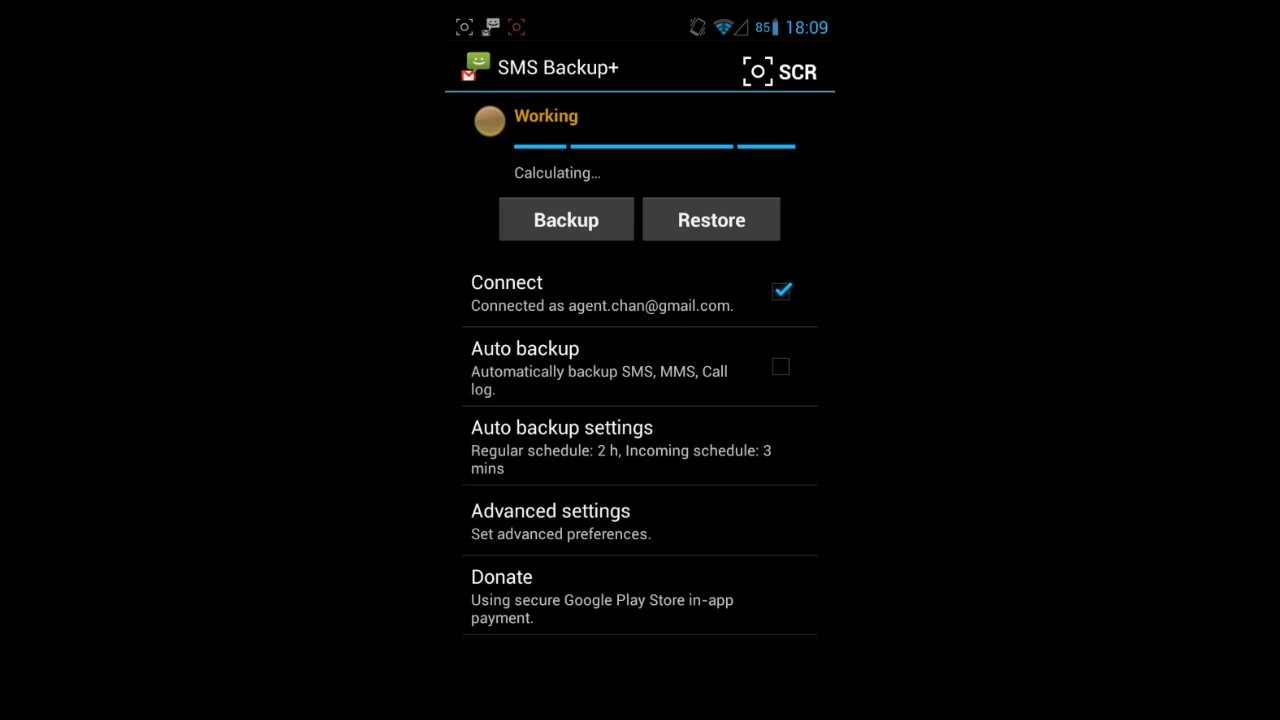 85 18:09
SMS Backup+ SCR
Working
Calculating...
Backup Restore
Connect
Connected as agent.chan@gmail.com.
Auto backup
Automatically backup SMS, MMS, Call
log.
Auto backup settings
Regular schedule: 2 h, Incoming schedule: 3
mins
Advanced settings
Set advanced preferences.
Donate
Using secure Google Play Store in-app
payment.